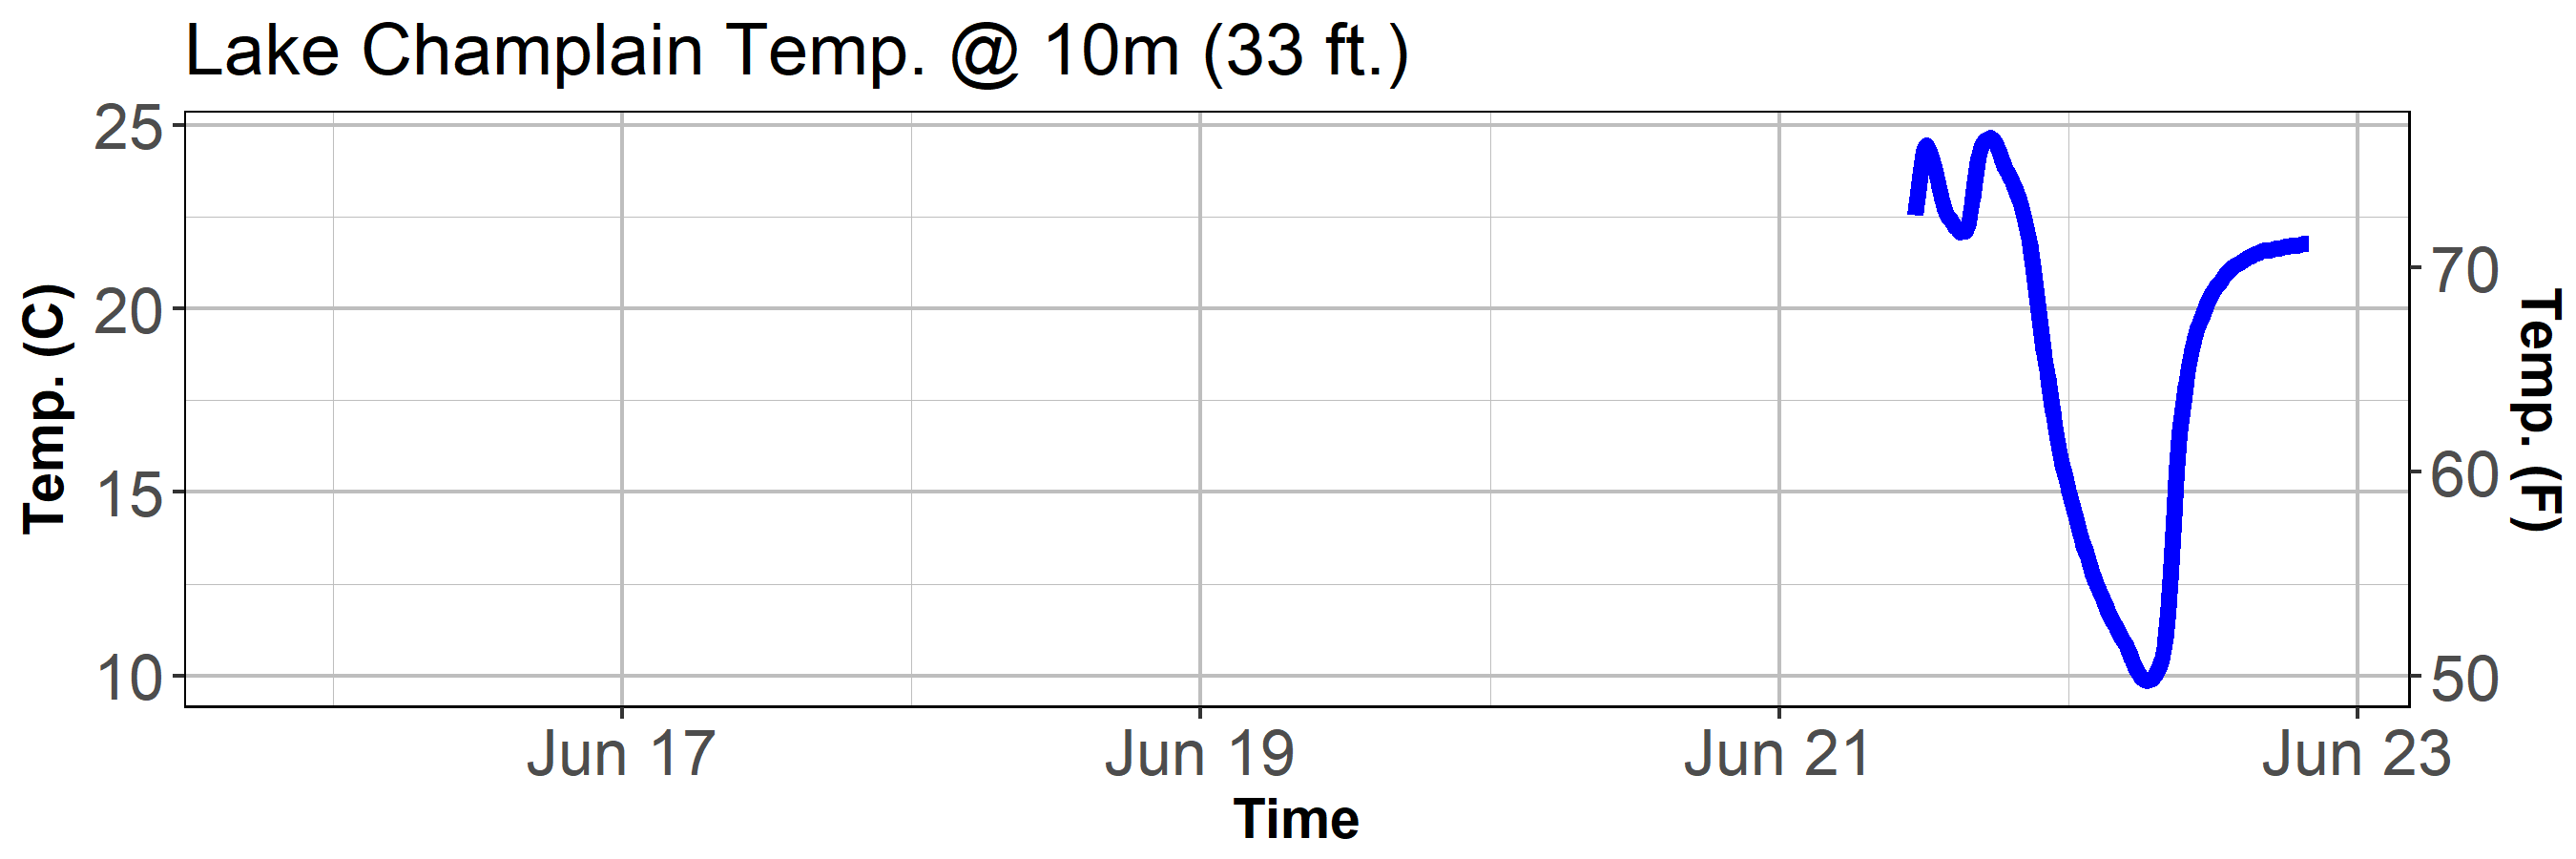 Lake Champlain Temp. @ 10m (33 ft.)
25
20
15
10
Temp. (C)
70
60
50
Temp. (F)
Jun 17 Jun 19 Jun 21 Jun 23
Time